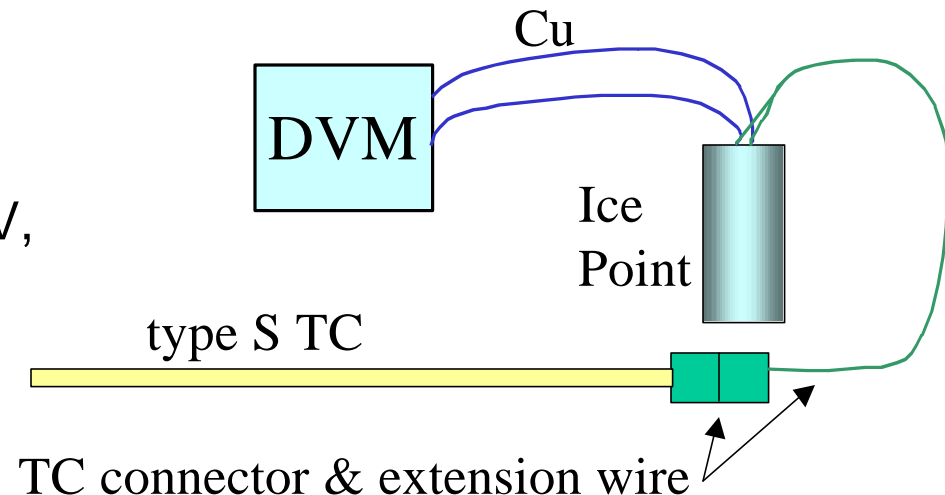 Cu
DVM
V,
Ice
Point
type S TC
TC connector & extension wire